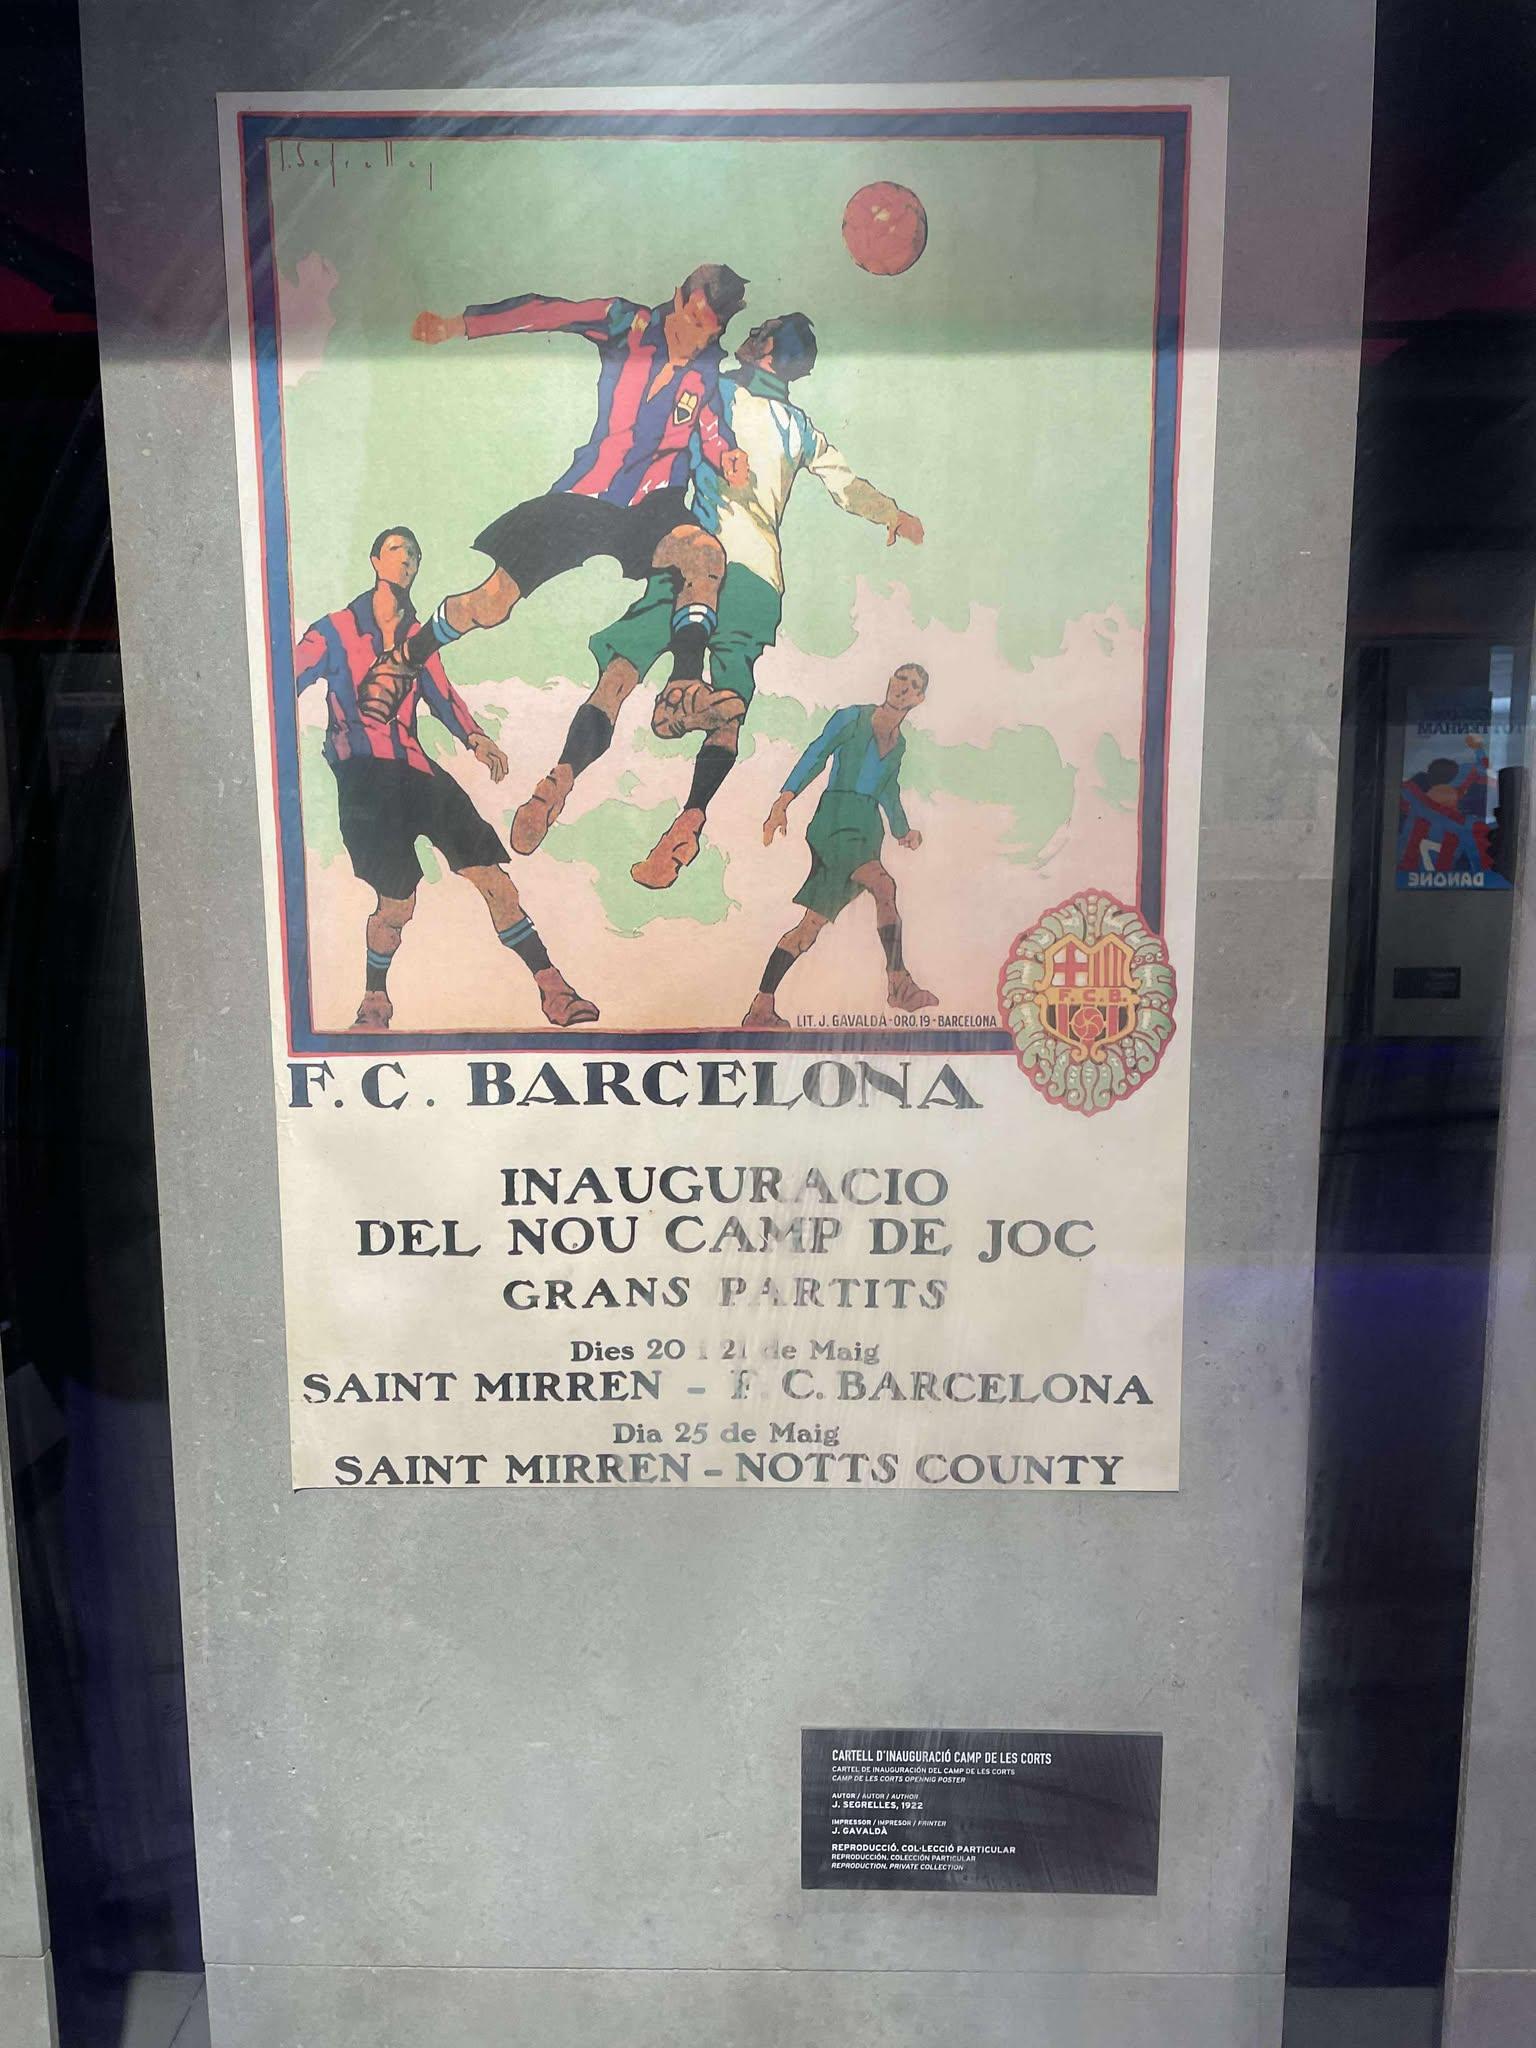 J. Segrelles
F. C. B.
LIT. J. GAVALDÀ-ORO, 19-BARCELONA
F. C. BARCELONA
INAUGURACIO
DEL NOU CAMP DE JOC
GRANS PARTITS
Dies 20 i 21 de Maig
SAINT MIRREN - F. C. BARCELONA
Dia 25 de Maig
SAINT MIRREN - NOTTS COUNTY
TOTTENHAM
DANONE
CARTELL D'INAUGURACIÓ CAMP DE LES CORTS
CARTEL DE INAUGURACIÓN DEL CAMP DE LES CORTS
CAMP DE LES CORTS OPENNIG POSTER
AUTOR / AUTOR / AUTHOR
J. SEGRELLES, 1922
IMPRESSOR / IMPRESOR / PRINTER
J. GAVALDÀ
REPRODUCCIÓ. COL·LECCIÓ PARTICULAR
REPRODUCCIÓN. COLECCIÓN PARTICULAR
REPRODUCTION. PRIVATE COLLECTION